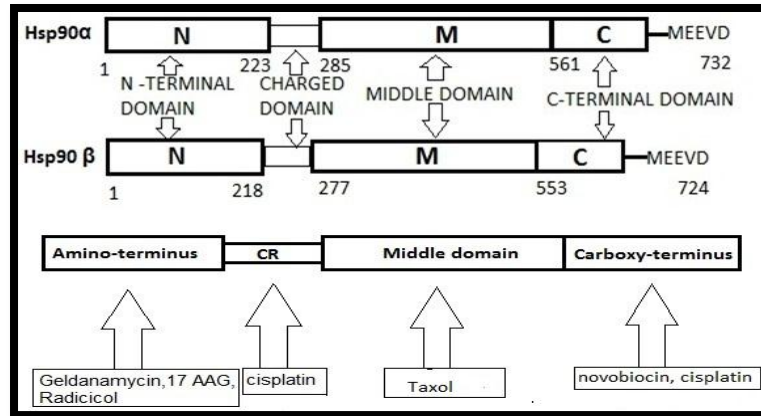 Hsp90α N M C MEEVD
1 223 285 561 732
N -TERMINAL DOMAIN
CHARGED DOMAIN
MIDDLE DOMAIN
C-TERMINAL DOMAIN
Hsp90 β N M C MEEVD
1 218 277 553 724
Amino-terminus CR Middle domain Carboxy-terminus
Geldanamycin,17 AAG,
Radicicol
cisplatin
Taxol
novobiocin, cisplatin